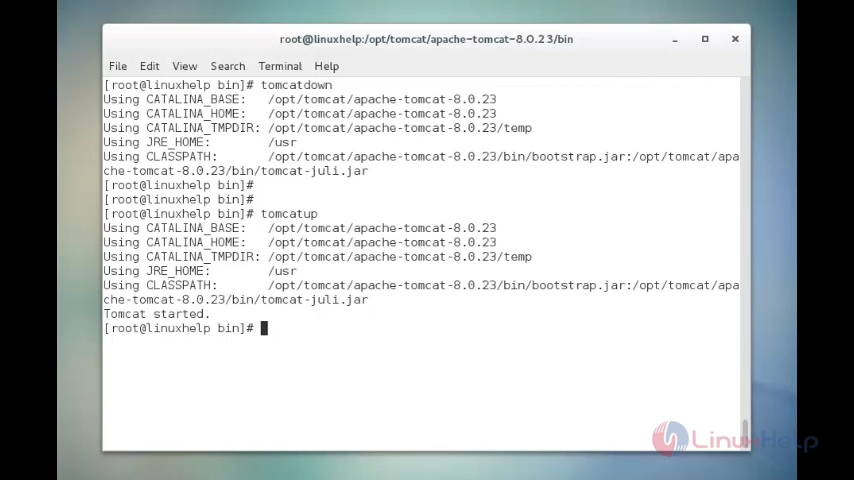 root@linuxhelp:/opt/tomcat/apache-tomcat-8.0.23/bin
File Edit View Search Terminal Help
[root@linuxhelp bin]# tomcatdown
Using CATALINA_BASE:   /opt/tomcat/apache-tomcat-8.0.23
Using CATALINA_HOME:   /opt/tomcat/apache-tomcat-8.0.23
Using CATALINA_TMPDIR: /opt/tomcat/apache-tomcat-8.0.23/temp
Using JRE_HOME:        /usr
Using CLASSPATH:       /opt/tomcat/apache-tomcat-8.0.23/bin/bootstrap.jar:/opt/tomcat/apa
che-tomcat-8.0.23/bin/tomcat-juli.jar
[root@linuxhelp bin]#
[root@linuxhelp bin]#
[root@linuxhelp bin]# tomcatup
Using CATALINA_BASE:   /opt/tomcat/apache-tomcat-8.0.23
Using CATALINA_HOME:   /opt/tomcat/apache-tomcat-8.0.23
Using CATALINA_TMPDIR: /opt/tomcat/apache-tomcat-8.0.23/temp
Using JRE_HOME:        /usr
Using CLASSPATH:       /opt/tomcat/apache-tomcat-8.0.23/bin/bootstrap.jar:/opt/tomcat/apa
che-tomcat-8.0.23/bin/tomcat-juli.jar
Tomcat started.
[root@linuxhelp bin]#
LinuxHelp